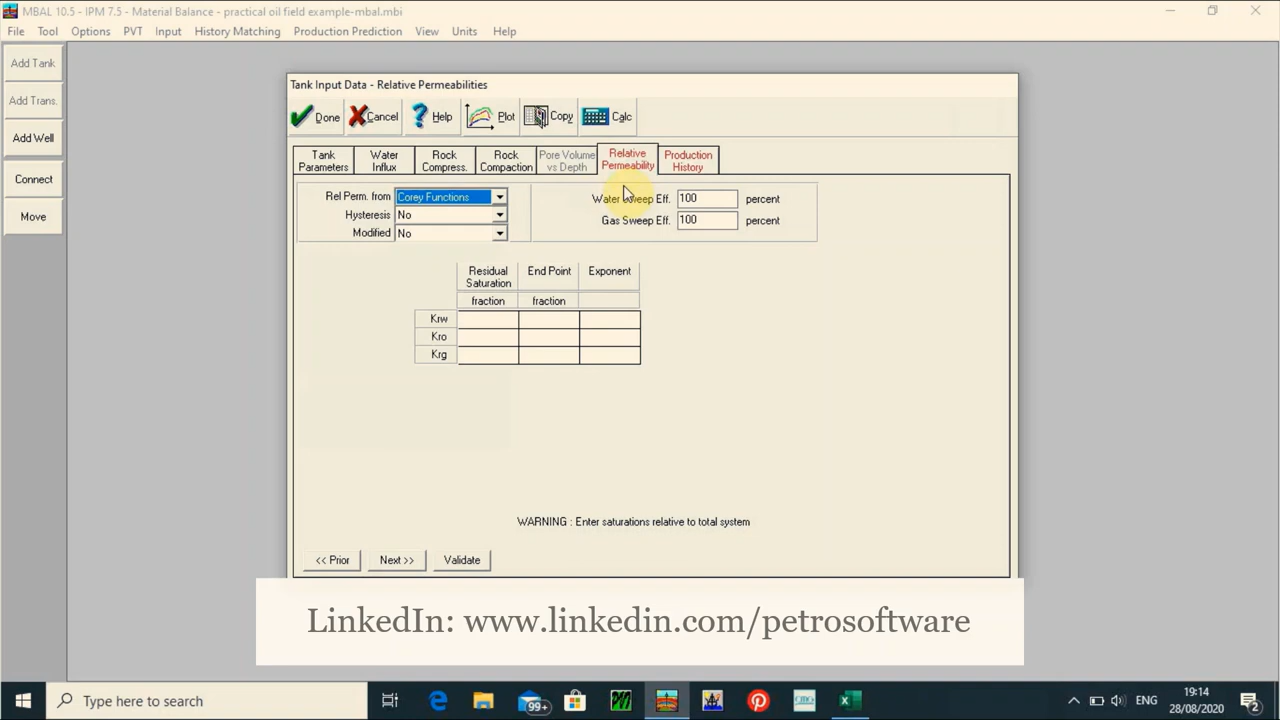 MBAL 10.5 - IPM 7.5 - Material Balance - practical oil field example-mbal.mbi
File Tool Options PVT Input History Matching Production Prediction View Units Help
Add Tank
Add Trans.
Add Well
Connect
Move
Tank Input Data - Relative Permeabilities
Done Cancel Help Plot Copy Calc
Tank Parameters
Water Influx
Rock Compress.
Rock Compaction
Pore Volume vs Depth
Relative Permeability
Production History
Rel Perm. from Corey Functions
Hysteresis No
Modified No
Water Sweep Eff. 100 percent
Gas Sweep Eff. 100 percent
Residual Saturation
End Point
Exponent
fraction fraction
Krw
Kro
Krg
WARNING : Enter saturations relative to total system
<< Prior Next >> Validate
LinkedIn: www.linkedin.com/petrosoftware
Type here to search
99+
ENG
19:14
28/08/2020
2